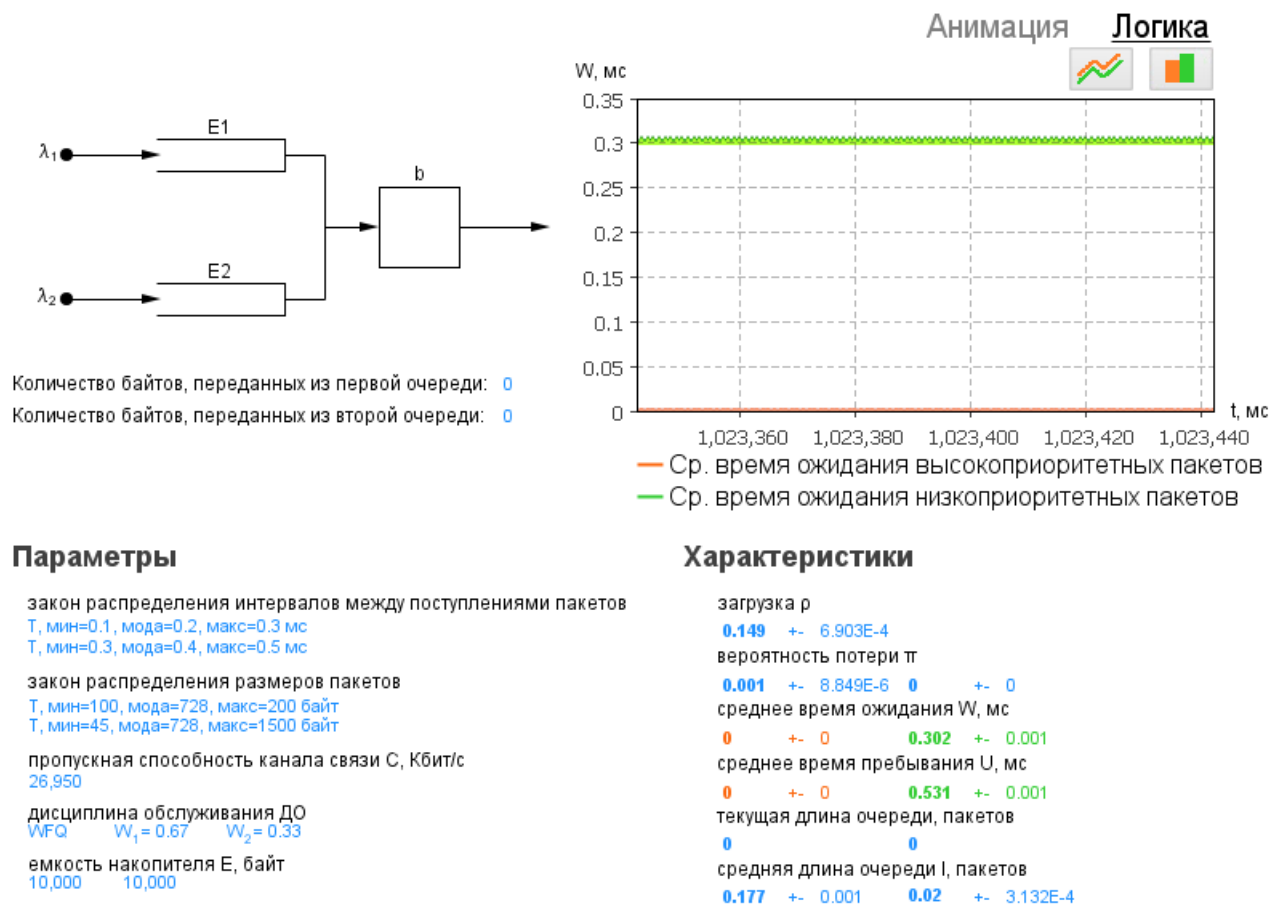 Анимация Логика
W, мс
0.35
0.3
0.25
0.2
0.15
0.1
0.05
0
1,023,360 1,023,380 1,023,400 1,023,420 1,023,440
t, мс
Ср. время ожидания высокоприоритетных пакетов
Ср. время ожидания низкоприоритетных пакетов
λ1
E1
b
λ2
E2
Количество байтов, переданных из первой очереди: 0
Количество байтов, переданных из второй очереди: 0
Параметры
закон распределения интервалов между поступлениями пакетов
T, мин=0.1, мода=0.2, макс=0.3 мс
T, мин=0.3, мода=0.4, макс=0.5 мс
закон распределения размеров пакетов
T, мин=100, мода=728, макс=200 байт
T, мин=45, мода=728, макс=1500 байт
пропускная способность канала связи C, Кбит/с
26,950
дисциплина обслуживания ДО
WFQ W1= 0.67 W2= 0.33
емкость накопителя E, байт
10,000 10,000
Характеристики
загрузка ρ
0.149 +- 6.903E-4
вероятность потери π
0.001 +- 8.849E-6 0 +- 0
среднее время ожидания W, мс
0 +- 0 0.302 +- 0.001
среднее время пребывания U, мс
0 +- 0 0.531 +- 0.001
текущая длина очереди, пакетов
0 0
средняя длина очереди l, пакетов
0.177 +- 0.001 0.02 +- 3.132E-4